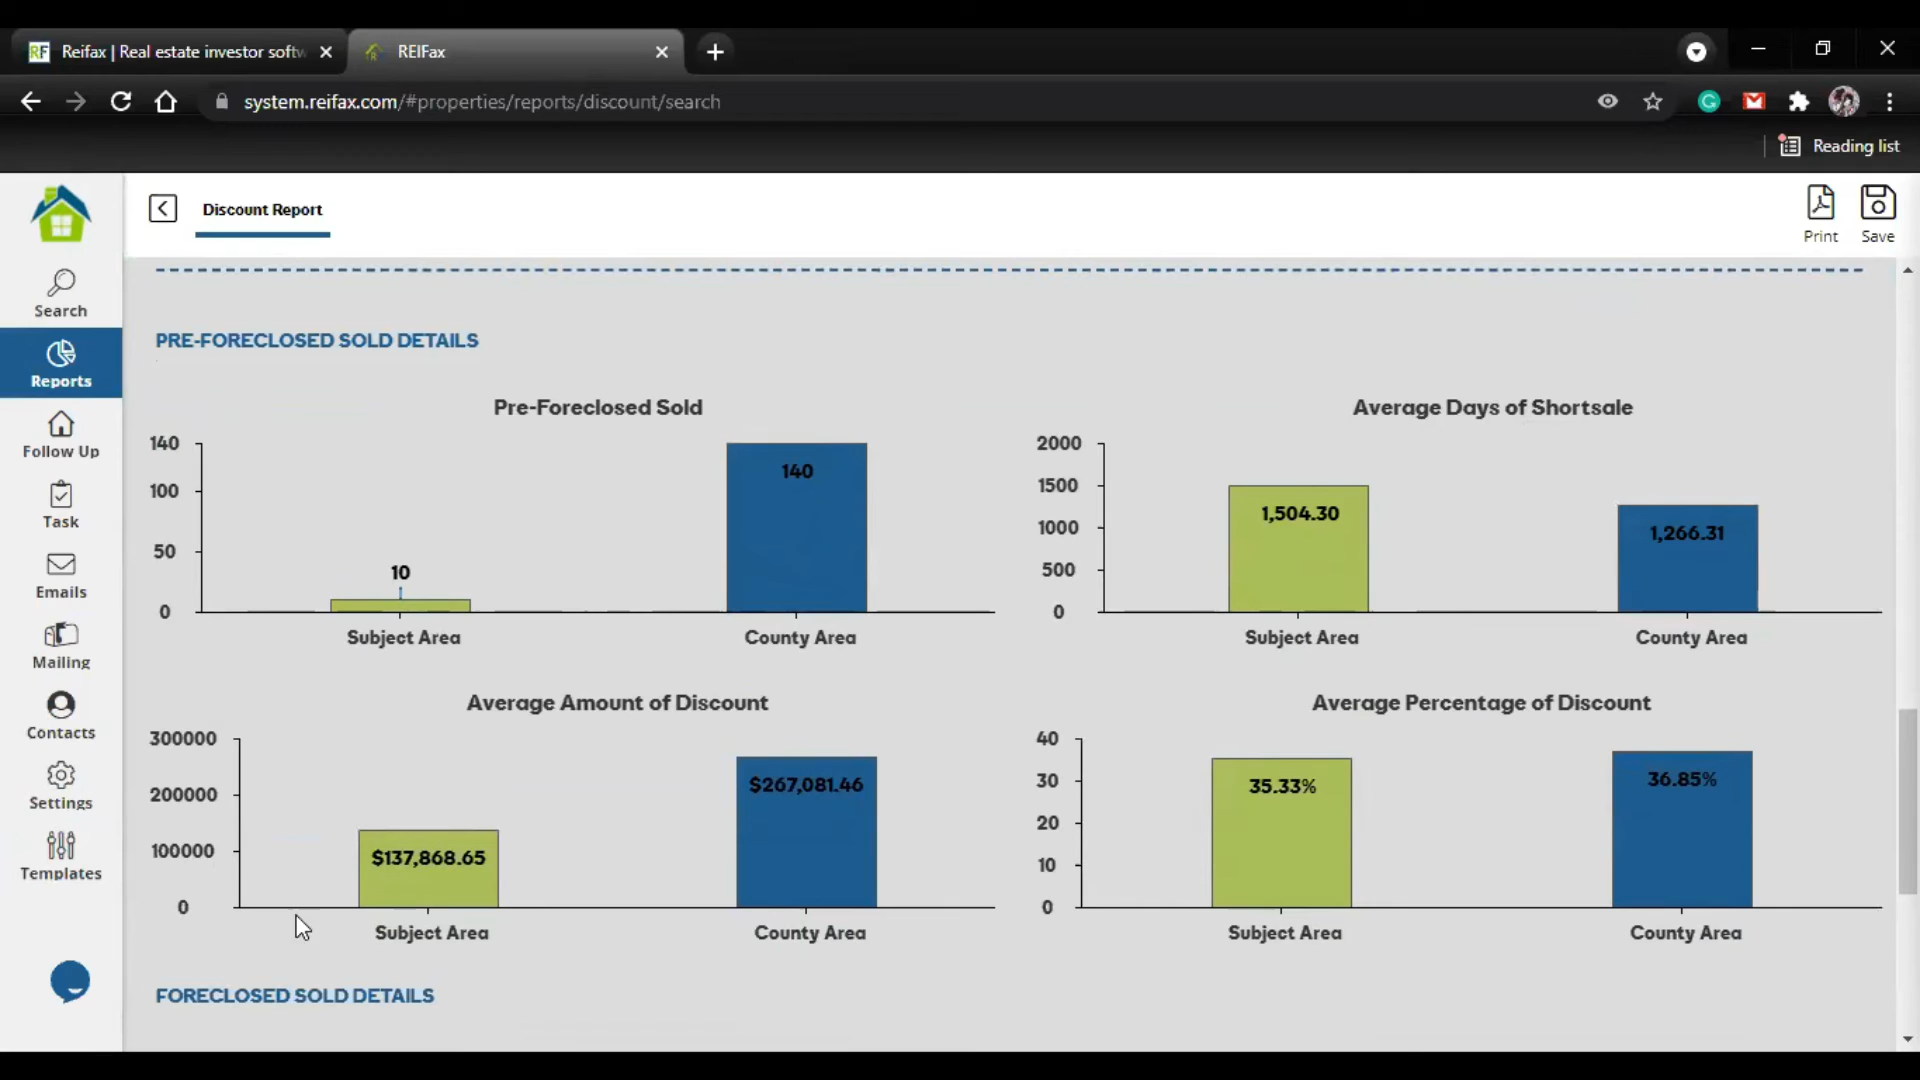 RF Reifax | Real estate investor softw
REIFax
system.reifax.com/#properties/reports/discount/search
Reading list
Discount Report
Print
Save
Search
Reports
Follow Up
Task
Emails
Mailing
Contacts
Settings
Templates
PRE-FORECLOSED SOLD DETAILS
Pre-Foreclosed Sold
140
100
50
0
10
140
Subject Area
County Area
Average Days of Shortsale
2000
1500
1000
500
0
1,504.30
1,266.31
Subject Area
County Area
Average Amount of Discount
300000
200000
100000
0
$137,868.65
$267,081.46
Subject Area
County Area
Average Percentage of Discount
40
30
20
10
0
35.33%
36.85%
Subject Area
County Area
FORECLOSED SOLD DETAILS